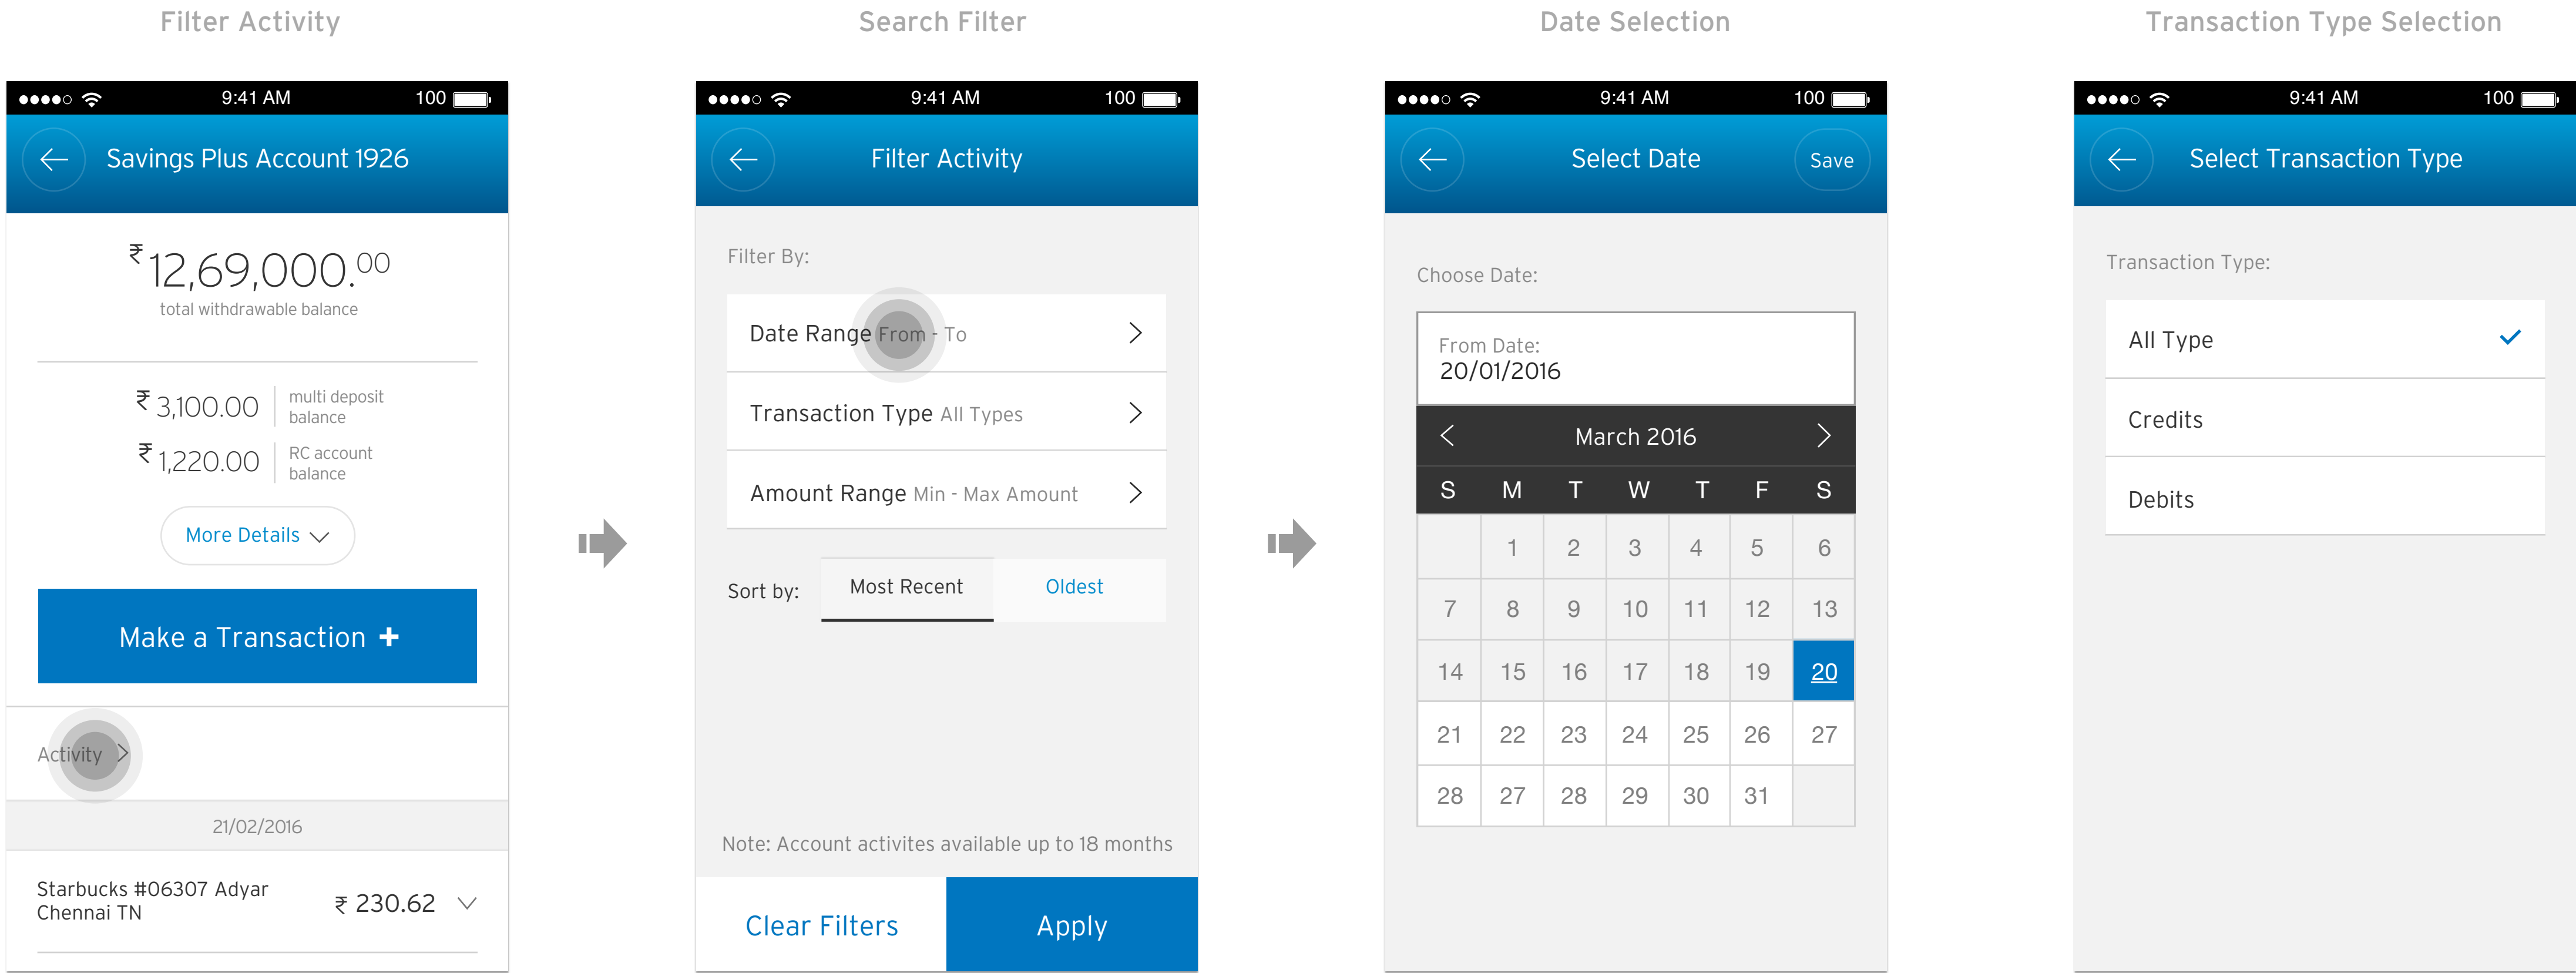 Filter Activity
9:41 AM 100
Savings Plus Account 1926
₹ 12,69,000.00
total withdrawable balance
₹ 3,100.00 multi deposit
balance
₹ 1,220.00 RC account
balance
More Details
Make a Transaction +
Activity
21/02/2016
Starbucks #06307 Adyar
Chennai TN
₹ 230.62
Search Filter
9:41 AM 100
Filter Activity
Filter By:
Date Range From - To
Transaction Type All Types
Amount Range Min - Max Amount
Sort by: Most Recent Oldest
Note: Account activites available up to 18 months
Clear Filters Apply
Date Selection
9:41 AM 100
Select Date Save
Choose Date:
From Date:
20/01/2016
March 2016
S M T W T F S
1 2 3 4 5 6
7 8 9 10 11 12 13
14 15 16 17 18 19 20
21 22 23 24 25 26 27
28 27 28 29 30 31
Transaction Type Selection
9:41 AM 100
Select Transaction Type
Transaction Type:
All Type
Credits
Debits